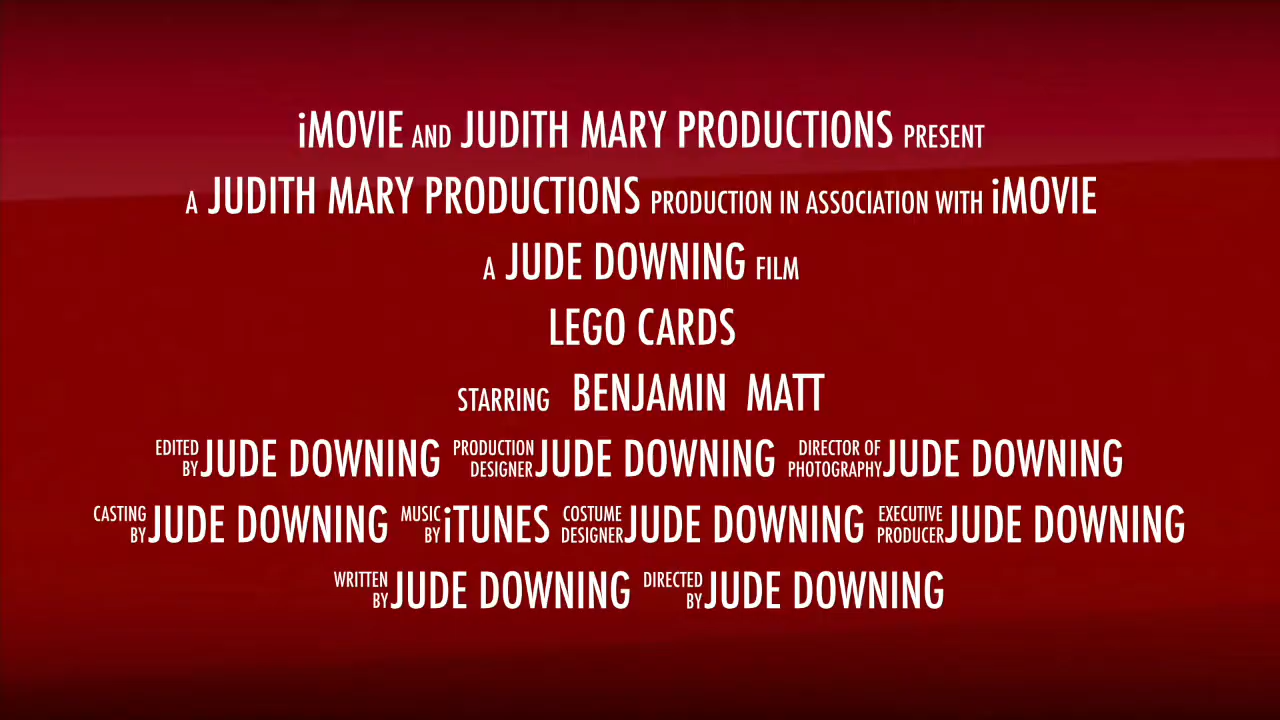 iMOVIE AND JUDITH MARY PRODUCTIONS PRESENT
A JUDITH MARY PRODUCTIONS PRODUCTION IN ASSOCIATION WITH iMOVIE
A JUDE DOWNING FILM
LEGO CARDS
STARRING BENJAMIN MATT
EDITED BY JUDE DOWNING PRODUCTION DESIGNER JUDE DOWNING DIRECTOR OF PHOTOGRAPHY JUDE DOWNING
CASTING BY JUDE DOWNING MUSIC BY iTUNES COSTUME DESIGNER JUDE DOWNING EXECUTIVE PRODUCER JUDE DOWNING
WRITTEN BY JUDE DOWNING DIRECTED BY JUDE DOWNING